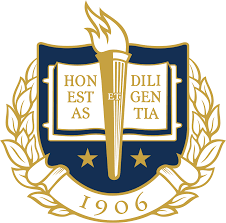 HON ET DILI
EST GEN
AS TIA
1906